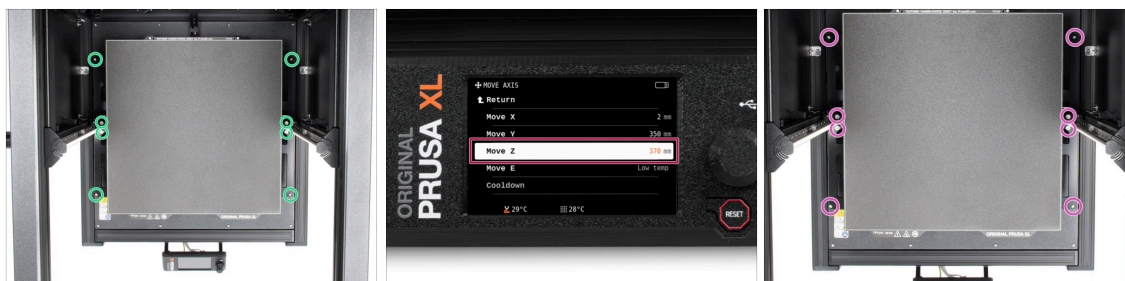 ORIGINAL PRUSA XL
ORIGINAL
PRUSA XL
MOVE AXIS
Return
Move X 2 mm
Move Y 350 mm
Move Z 370 mm
Move E Low temp
Cooldown
29°C 28°C
RESET
ORIGINAL PRUSA XL